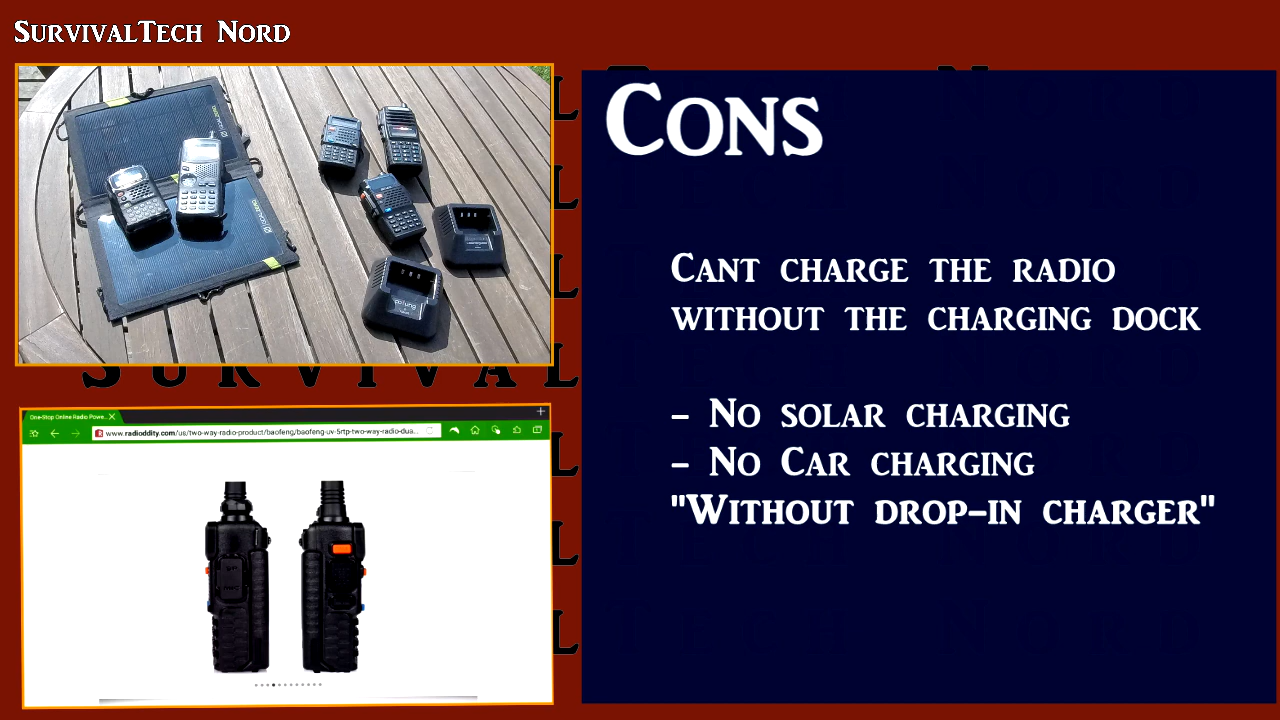 SurvivalTech Nord
Cons
Cant charge the radio
without the charging dock
- No solar charging
- No Car charging
"Without drop-in charger"
One-Stop Online Radio Powe...
www.radioddity.com/us/two-way-radio-product/baofeng/baofeng-uv-5rtp-two-way-radio-dua...
Survival